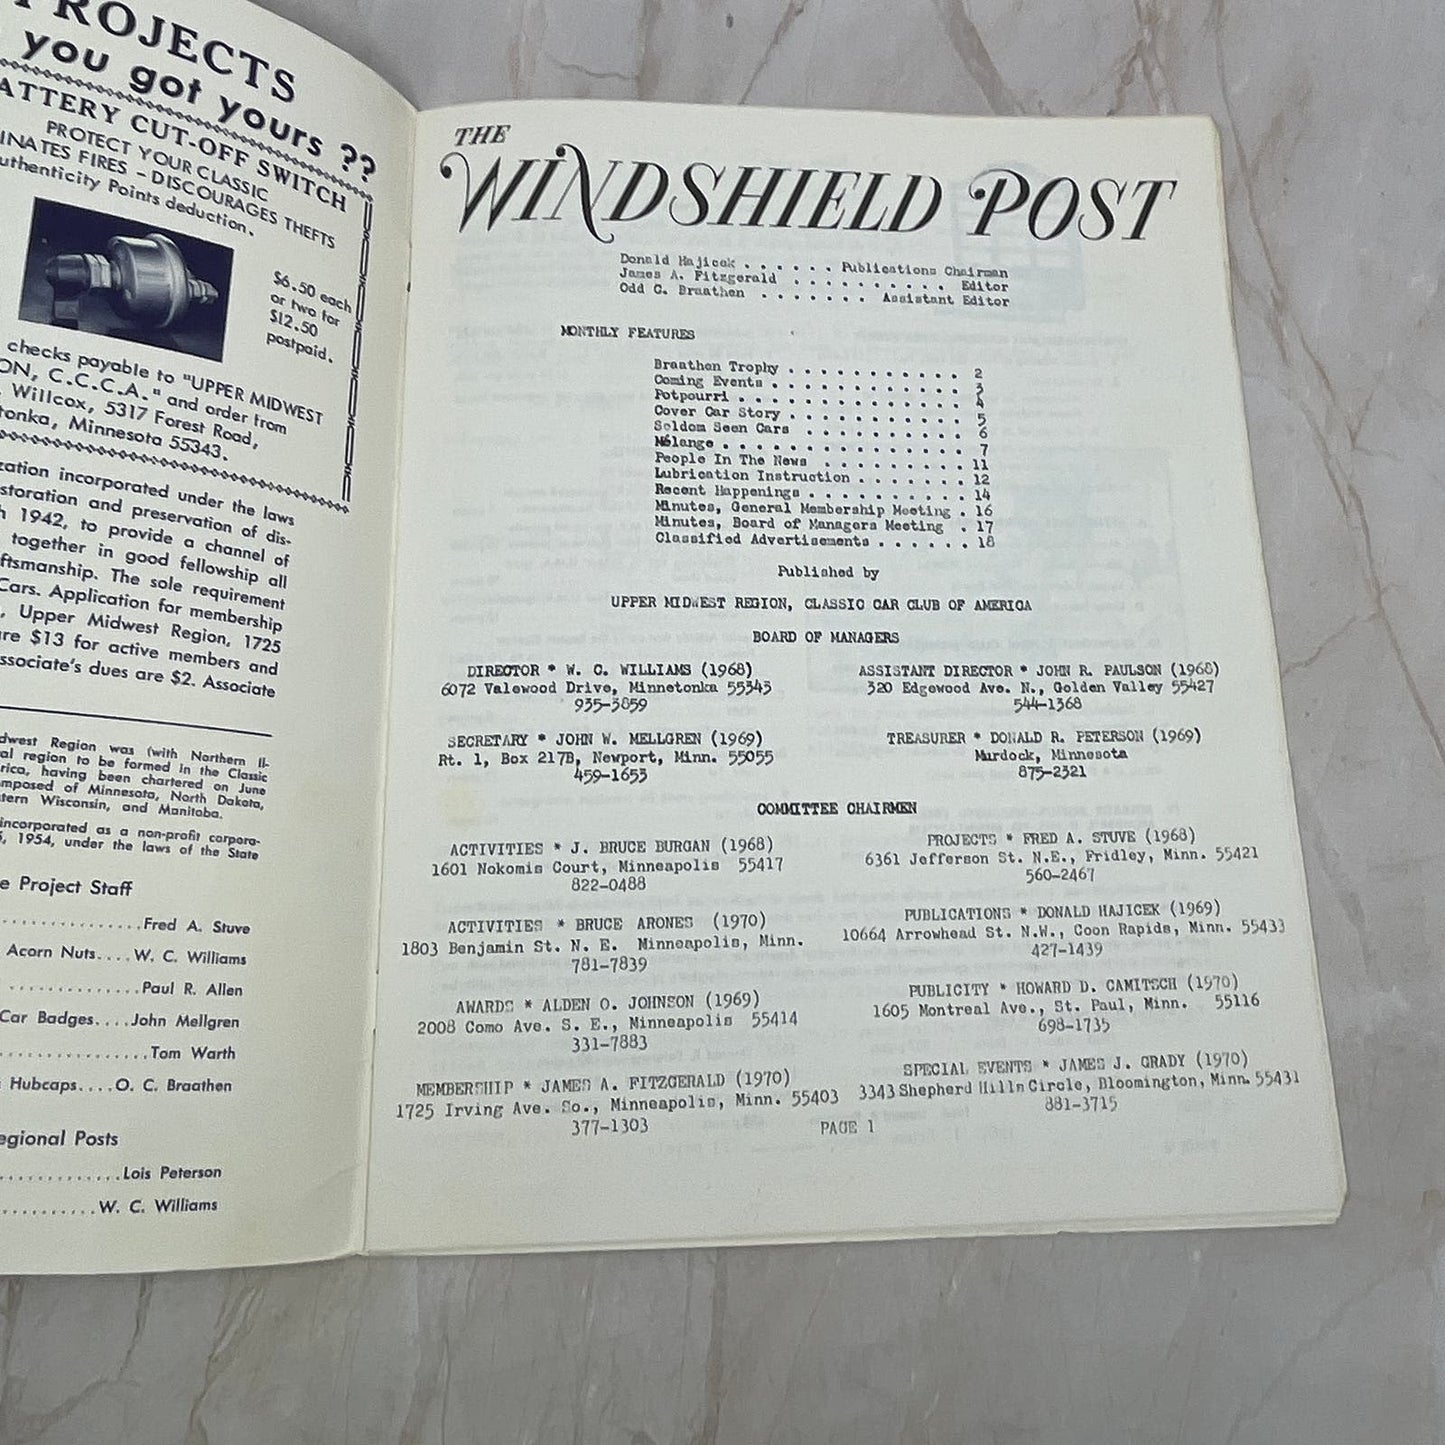 PROJECTS
you got yours ??
BATTERY CUT-OFF SWITCH
PROTECT YOUR CLASSIC
FIRES - DISCOURAGES THEFTS
Authenticity Points deduction.
$6.50 each
or two for
$12.50
postpaid.
checks payable to "UPPER MIDWEST
C.C.C.A." and order from
Willcox, 5317 Forest Road,
Minnesota 55343.
incorporated under the laws
and preservation of dis-
1942, to provide a channel of
together in good fellowship all
The sole requirement
Cars. Application for membership
Upper Midwest Region, 1725
are $13 for active members and
dues are $2. Associate
Region was (with Northern Il-
region to be formed in the Classic
having been chartered on June
of Minnesota, North Dakota,
Wisconsin, and Manitoba.
incorporated as a non-profit corpora-
1954, under the laws of the State
Project Staff
Fred A. Stuve
Acorn Nuts....W. C. Williams
Paul R. Allen
Car Badges....John Mellgren
Tom Warth
Hubcaps....O. C. Braathen
Posts
Lois Peterson
W. C. Williams
THE
WINDSHIELD POST
Donald Hajicek . . . . . . Publications Chairman
James A. Fitzgerald . . . . . . . . . . Editor
Odd C. Braathen . . . . . . . Assistant Editor
MONTHLY FEATURES
Braathen Trophy . . . . . . . . . . . 2
Coming Events . . . . . . . . . . . . 3
Potpourri . . . . . . . . . . . . . . 4
Cover Car Story . . . . . . . . . . . 5
Seldom Seen Cars . . . . . . . . . . 6
Mélange . . . . . . . . . . . . . . . 7
People In The News . . . . . . . . . 11
Lubrication Instruction . . . . . . . 12
Recent Happenings . . . . . . . . . . 14
Minutes, General Membership Meeting . 16
Minutes, Board of Managers Meeting . 17
Classified Advertisements . . . . . . 18
Published by
UPPER MIDWEST REGION, CLASSIC CAR CLUB OF AMERICA
BOARD OF MANAGERS
DIRECTOR * W. C. WILLIAMS (1968)
6072 Valewood Drive, Minnetonka 55343
935-3859
ASSISTANT DIRECTOR * JOHN R. PAULSON (1968)
320 Edgewood Ave. N., Golden Valley 55427
544-1368
SECRETARY * JOHN W. MELLGREN (1969)
Rt. 1, Box 217B, Newport, Minn. 55055
459-1653
TREASURER * DONALD R. PETERSON (1969)
Murdock, Minnesota
875-2321
COMMITTEE CHAIRMEN
ACTIVITIES * J. BRUCE BURGAN (1968)
1601 Nokomis Court, Minneapolis 55417
822-0488
PROJECTS * FRED A. STUVE (1968)
6361 Jefferson St. N.E., Fridley, Minn. 55421
560-2467
ACTIVITIES * BRUCE ARONES (1970)
1803 Benjamin St. N. E. Minneapolis, Minn.
781-7839
PUBLICATIONS * DONALD HAJICEK (1969)
10664 Arrowhead St. N.W., Coon Rapids, Minn. 55433
427-1439
AWARDS * ALDEN O. JOHNSON (1969)
2008 Como Ave. S. E., Minneapolis 55414
331-7883
PUBLICITY * HOWARD D. CAMITSCH (1970)
1605 Montreal Ave., St. Paul, Minn. 55116
698-1735
MEMBERSHIP * JAMES A. FITZGERALD (1970)
1725 Irving Ave. So., Minneapolis, Minn. 55403
377-1303
SPECIAL EVENTS * JAMES J. GRADY (1970)
3343 Shepherd Hills Circle, Bloomington, Minn. 55431
881-3715
PAGE 1